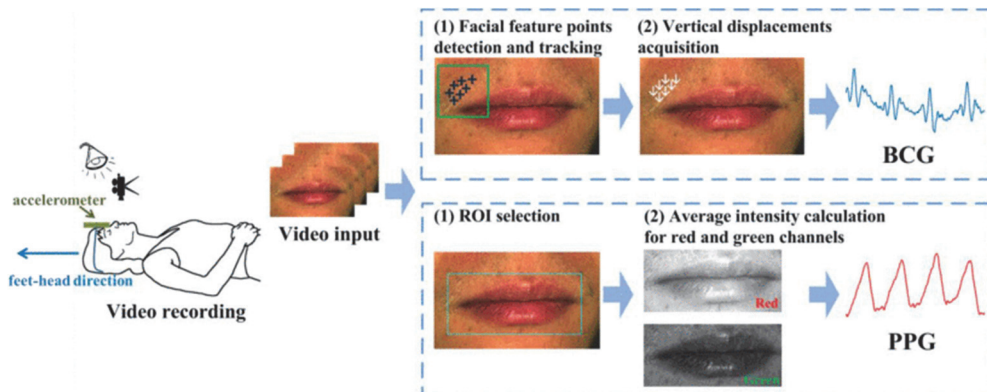 (1) Facial feature points
detection and tracking
(2) Vertical displacements
acquisition
BCG
accelerometer
feet-head direction
Video recording
Video input
(1) ROI selection
(2) Average intensity calculation
for red and green channels
Red
Green
PPG